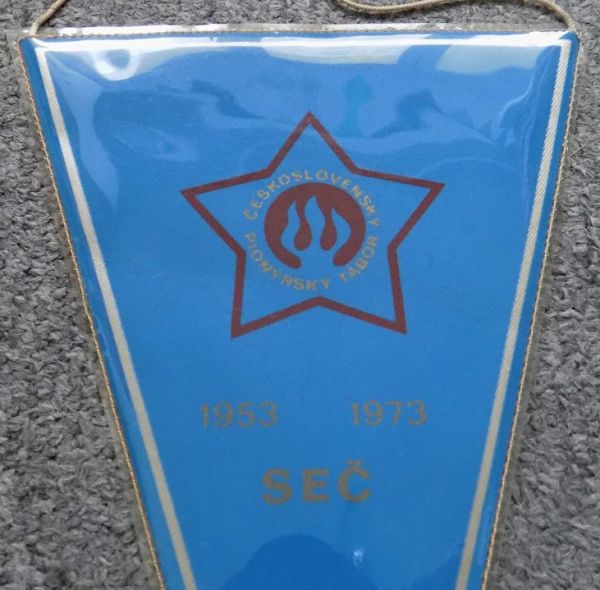 ČESKOSLOVENSKÝ
PIONÝRSKÝ TÁBOR
1953 1973
SEČ